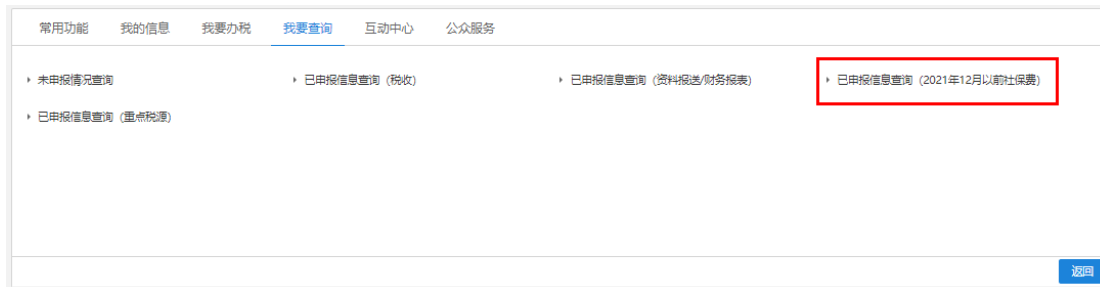 常用功能 我的信息 我要办税 我要查询 互动中心 公众服务
未申报情况查询 已申报信息查询（税收） 已申报信息查询（资料报送/财务报表） 已申报信息查询（2021年12月以前社保费）
已申报信息查询（重点税源）
返回